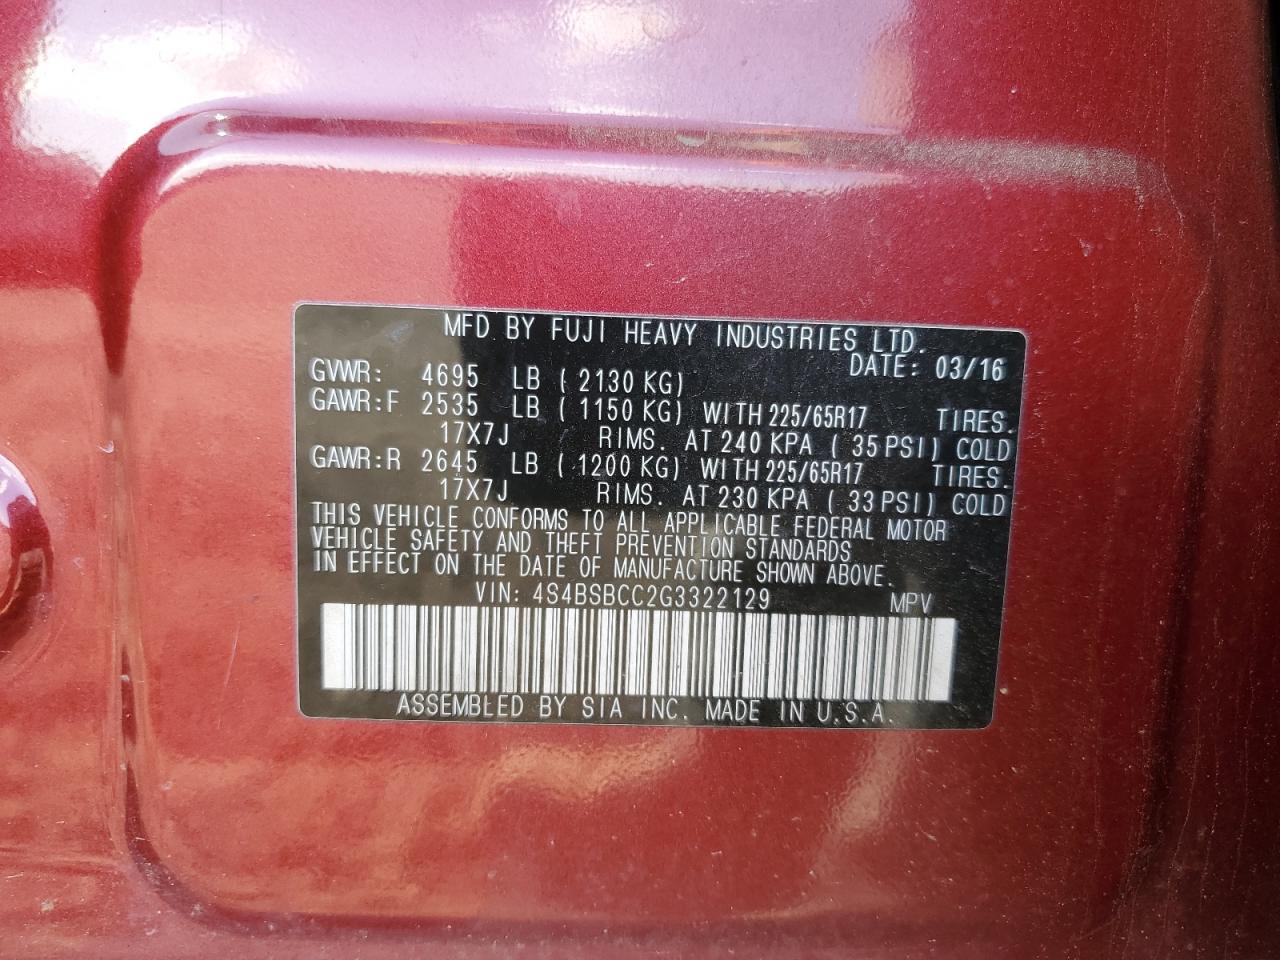 MFD BY FUJI HEAVY INDUSTRIES LTD.
DATE: 03/16
GVWR: 4695 LB ( 2130 KG)
GAWR:F 2535 LB ( 1150 KG) WITH 225/65R17 TIRES.
17X7J RIMS. AT 240 KPA ( 35 PSI) COLD
GAWR:R 2645 LB ( 1200 KG) WITH 225/65R17 TIRES.
17X7J RIMS. AT 230 KPA ( 33 PSI) COLD
THIS VEHICLE CONFORMS TO ALL APPLICABLE FEDERAL MOTOR
VEHICLE SAFETY AND THEFT PREVENTION STANDARDS
IN EFFECT ON THE DATE OF MANUFACTURE SHOWN ABOVE.
VIN: 4S4BSBCC2G3322129 MPV
ASSEMBLED BY SIA INC. MADE IN U.S.A.